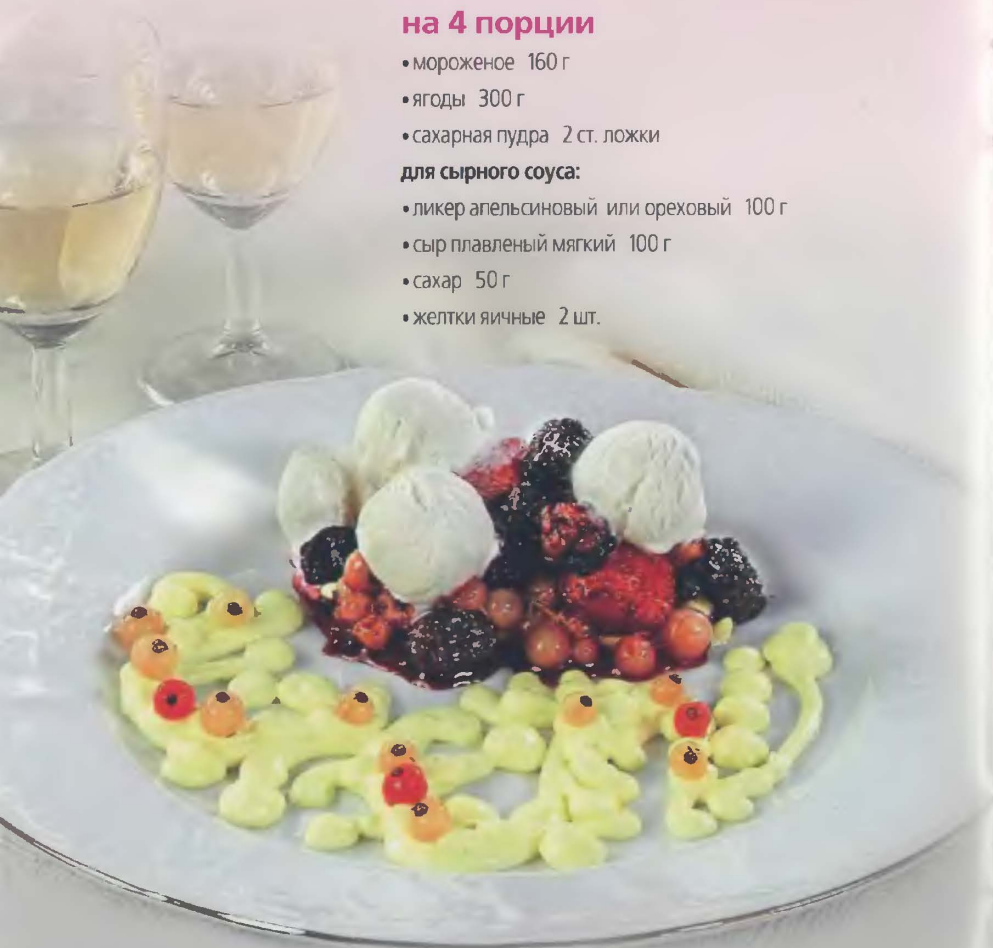 на 4 порции
• мороженое 160 г
• ягоды 300 г
• сахарная пудра 2 ст. ложки
для сырного соуса:
• ликер апельсиновый или ореховый 100 г
• сыр плавленый мягкий 100 г
• сахар 50 г
• желтки яичные 2 шт.